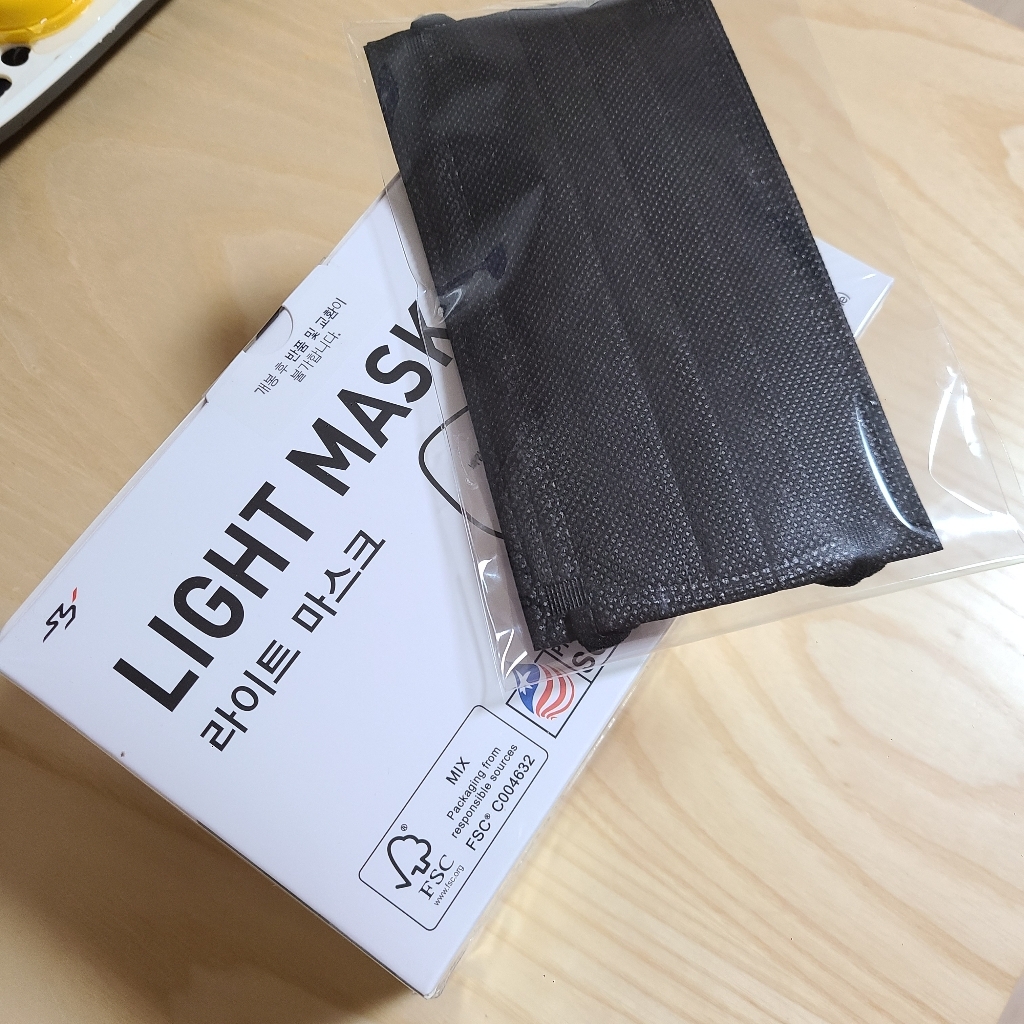 개봉 후 반품 및 교환이
불가합니다.
LIGHT MASK
라이트 마스크
MIX
Packaging from
responsible sources
FSC® C004632
FSC®
www.fsc.org